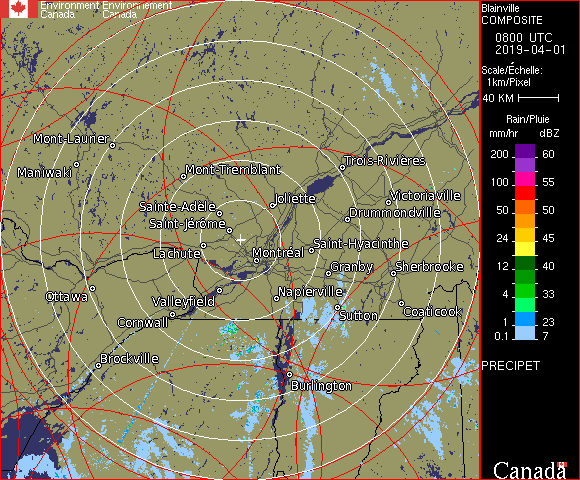 Environment Environnement
Canada Canada
Blainville
COMPOSITE
0800 UTC
2019-04-01
Scale/Échelle:
1km/Pixel
40 KM
Rain/Pluie
mm/hr dBZ
200 60
100 55
50 50
24 45
12 40
4 33
1 23
0.1 7
PRECIPET
Canada
Mont-Laurier
Maniwaki
Mont-Tremblant
Trois-Rivières
Joliette
Victoriaville
Sainte-Adèle
Drummondville
Saint-Jérôme
Saint-Hyacinthe
Lachute
Montréal
Granby
Sherbrooke
Ottawa
Valleyfield
Napierville
Cornwall
Sutton
Coaticook
Brockville
Burlington